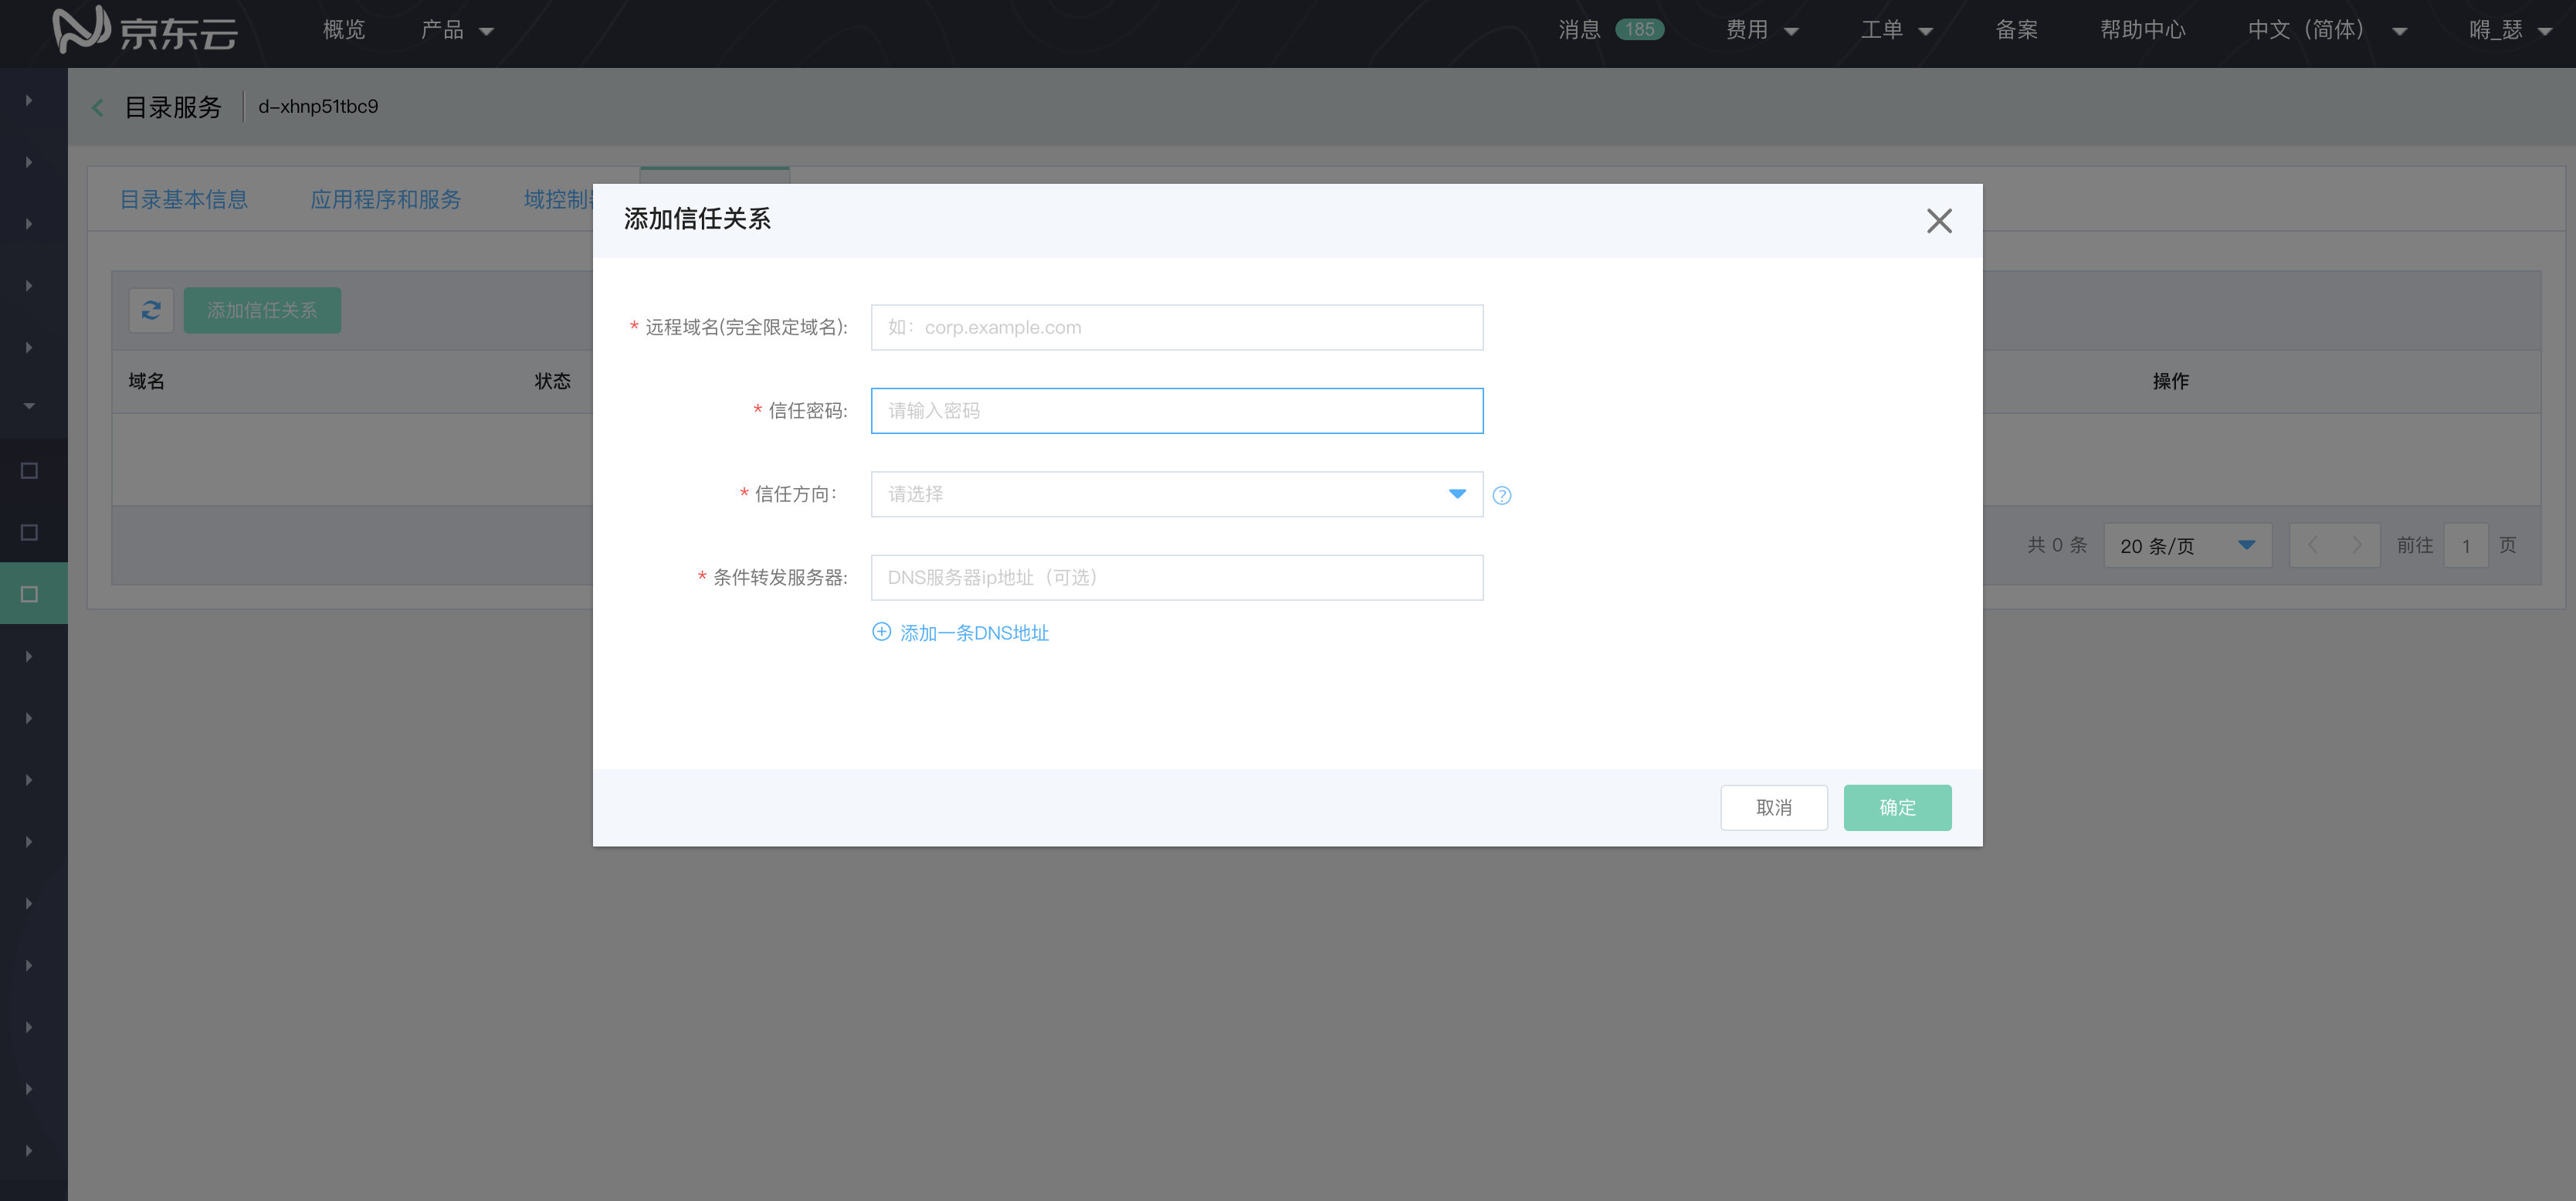 京东云
概览
产品
消息 185
费用
工单
备案
帮助中心
中文（简体）
嘚_瑟
目录服务
d-xhnp51tbc9
目录基本信息
应用程序和服务
域控制
添加信任关系
添加信任关系
域名
状态
操作
* 远程域名(完全限定域名):
如：corp.example.com
* 信任密码:
请输入密码
* 信任方向：
请选择
?
* 条件转发服务器:
DNS服务器ip地址（可选）
添加一条DNS地址
共 0 条
20 条/页
前往 1 页
取消
确定